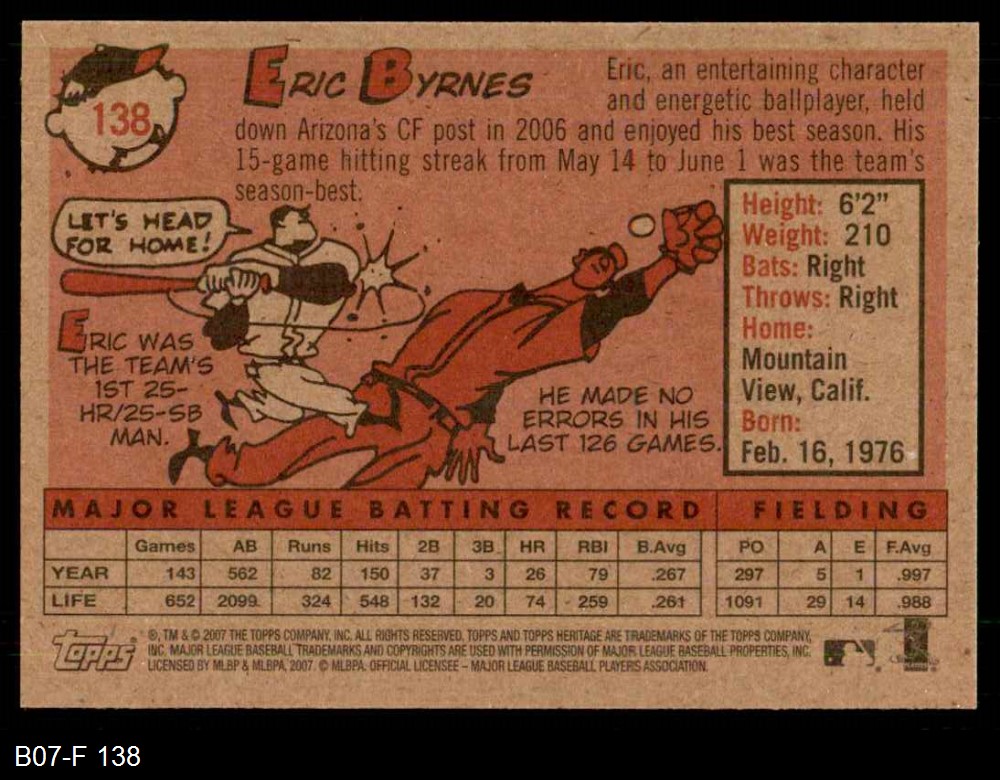 138
ERIC BYRNES
Eric, an entertaining character
and energetic ballplayer, held
down Arizona's CF post in 2006 and enjoyed his best season. His
15-game hitting streak from May 14 to June 1 was the team's
season-best.
LET'S HEAD
FOR HOME!
ERIC WAS
THE TEAM'S
1ST 25-
HR/25-SB
MAN.
HE MADE NO
ERRORS IN HIS
LAST 126 GAMES.
Height: 6'2"
Weight: 210
Bats: Right
Throws: Right
Home:
Mountain
View, Calif.
Born:
Feb. 16, 1976
MAJOR LEAGUE BATTING RECORD FIELDING
Games AB Runs Hits 2B 3B HR RBI B.Avg PO A E F.Avg
YEAR 143 562 82 150 37 3 26 79 .267 297 5 1 .997
LIFE 652 2099 324 548 132 20 74 259 .261 1091 29 14 .988
Topps
®, TM & © 2007 THE TOPPS COMPANY, INC. ALL RIGHTS RESERVED. TOPPS AND TOPPS HERITAGE ARE TRADEMARKS OF THE TOPPS COMPANY,
INC. MAJOR LEAGUE BASEBALL TRADEMARKS AND COPYRIGHTS ARE USED WITH PERMISSION OF MAJOR LEAGUE BASEBALL PROPERTIES, INC.
LICENSED BY MLBP & MLBPA, 2007. © MLBPA. OFFICIAL LICENSEE – MAJOR LEAGUE BASEBALL PLAYERS ASSOCIATION.
B07-F 138